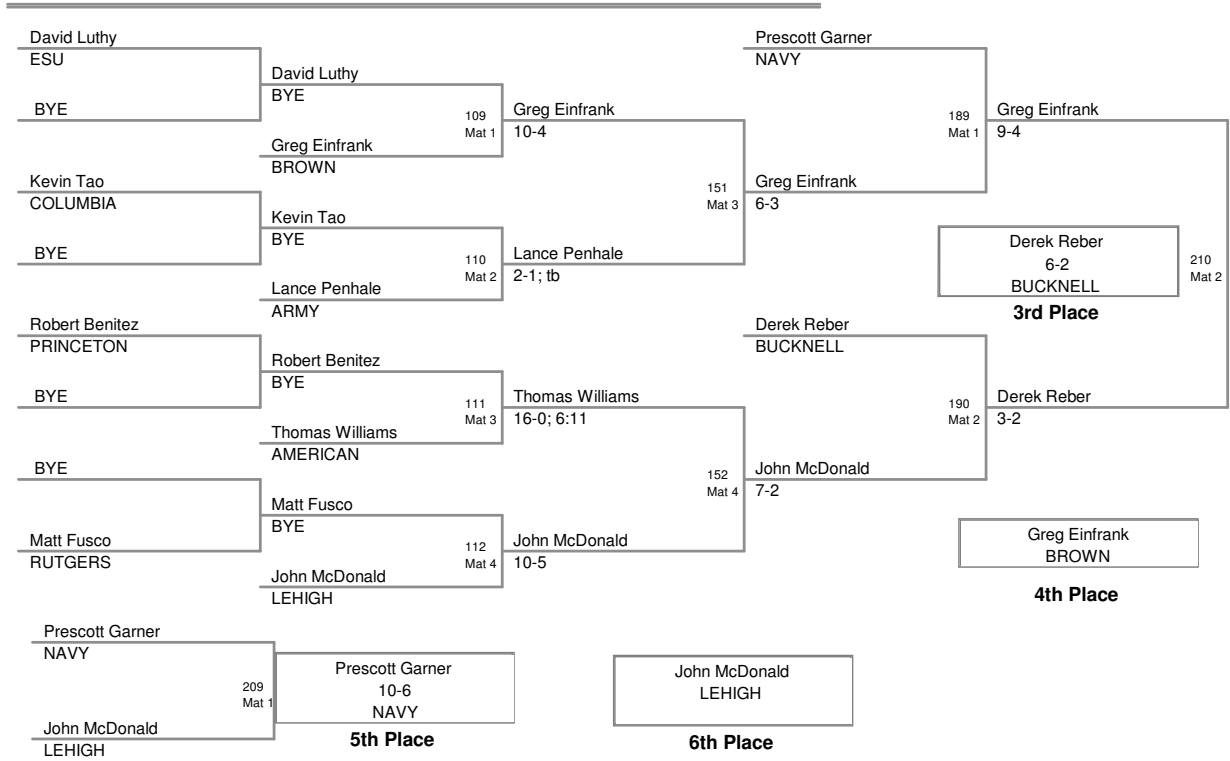 David Luthy
ESU
BYE
David Luthy
BYE
Greg Einfrank
BROWN
109
Mat 1
Greg Einfrank
10-4
Kevin Tao
COLUMBIA
BYE
Kevin Tao
BYE
Lance Penhale
ARMY
110
Mat 2
Lance Penhale
2-1; tb
151
Mat 3
Greg Einfrank
6-3
Prescott Garner
NAVY
189
Mat 1
Greg Einfrank
9-4
Robert Benitez
PRINCETON
BYE
Robert Benitez
BYE
Thomas Williams
AMERICAN
111
Mat 3
Thomas Williams
16-0; 6:11
BYE
Matt Fusco
RUTGERS
Matt Fusco
BYE
John McDonald
LEHIGH
112
Mat 4
John McDonald
10-5
152
Mat 4
John McDonald
7-2
Derek Reber
BUCKNELL
190
Mat 2
Derek Reber
3-2
Derek Reber
6-2
BUCKNELL
3rd Place
210
Mat 2
Greg Einfrank
BROWN
4th Place
Prescott Garner
NAVY
John McDonald
LEHIGH
209
Mat 1
Prescott Garner
10-6
NAVY
5th Place
John McDonald
LEHIGH
6th Place